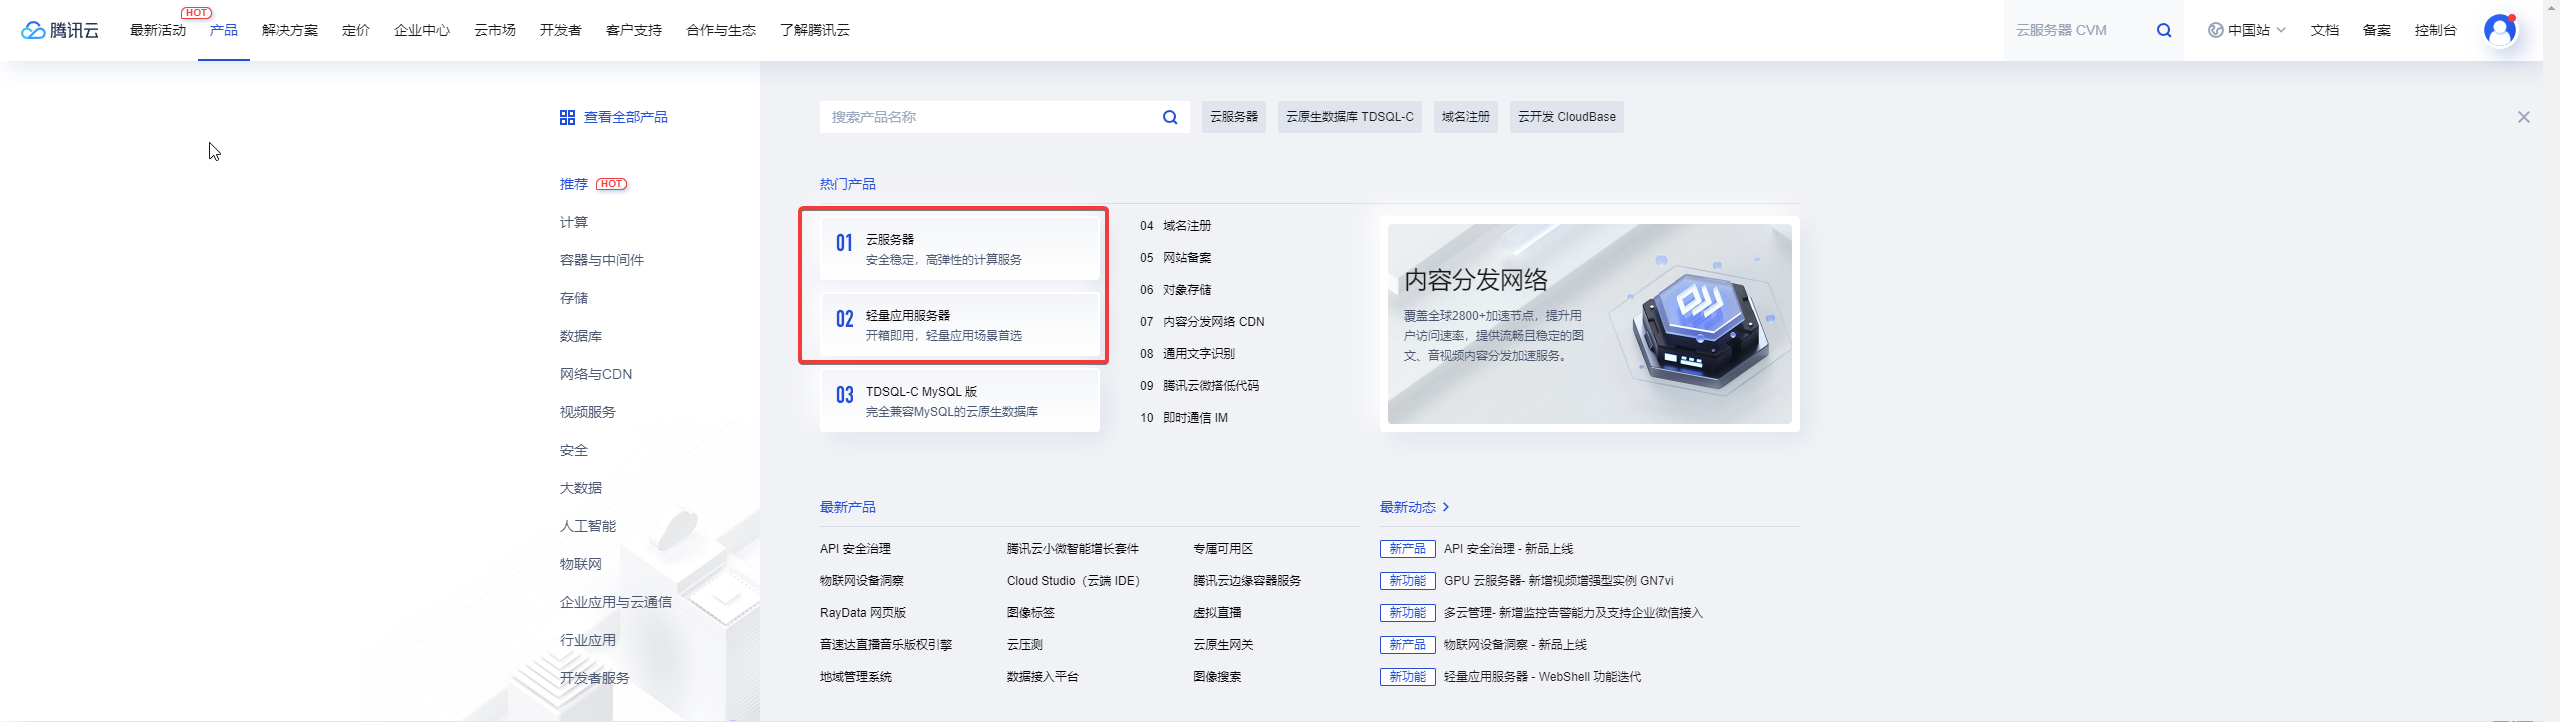 腾讯云
最新活动
HOT
产品
解决方案
定价
企业中心
云市场
开发者
客户支持
合作与生态
了解腾讯云
云服务器 CVM
中国站
文档
备案
控制台
查看全部产品
推荐 HOT
计算
容器与中间件
存储
数据库
网络与CDN
视频服务
安全
大数据
人工智能
物联网
企业应用与云通信
行业应用
开发者服务
搜索产品名称
云服务器
云原生数据库 TDSQL-C
域名注册
云开发 CloudBase
热门产品
01 云服务器
安全稳定，高弹性的计算服务
02 轻量应用服务器
开箱即用，轻量应用场景首选
03 TDSQL-C MySQL 版
完全兼容MySQL的云原生数据库
04 域名注册
05 网站备案
06 对象存储
07 内容分发网络 CDN
08 通用文字识别
09 腾讯云微搭低代码
10 即时通信 IM
内容分发网络
覆盖全球2800+加速节点，提升用
户访问速率，提供流畅且稳定的图
文、音视频内容分发加速服务。
最新产品
API 安全治理
腾讯云小微智能增长套件
专属可用区
物联网设备洞察
Cloud Studio（云端 IDE）
腾讯云边缘容器服务
RayData 网页版
图像标签
虚拟直播
音速达直播音乐版权引擎
云压测
云原生网关
地域管理系统
数据接入平台
图像搜索
最新动态
新产品 API 安全治理 - 新品上线
新功能 GPU 云服务器- 新增视频增强型实例 GN7vi
新功能 多云管理- 新增监控告警能力及支持企业微信接入
新产品 物联网设备洞察 - 新品上线
新功能 轻量应用服务器 - WebShell 功能迭代